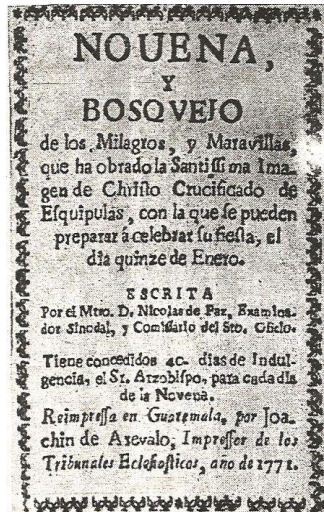 NOUENA,
Y
BOSQVEJO
de los Milagros, y Maravillas,
que ha obrado la Santissima Ima-
gen de Christo Crucificado de
Esquipulas, con la que se pueden
preparar à celebrar su fiesta, el
dia quinze de Enero.
ESCRITA
Por el Mtro. D. Nicolas de Paz, Examina-
dor Sinodal, y Comissario del Sto. Oficio.
Tiene concedidos 40. dias de Indul-
gencia, el Sr. Arzobispo, para cada dia
de la Novena.
Reimpressa en Guatemala, por Joa-
chin de Arevalo, Impressor de los
Tribunales Eclesiasticos, año de 1771.